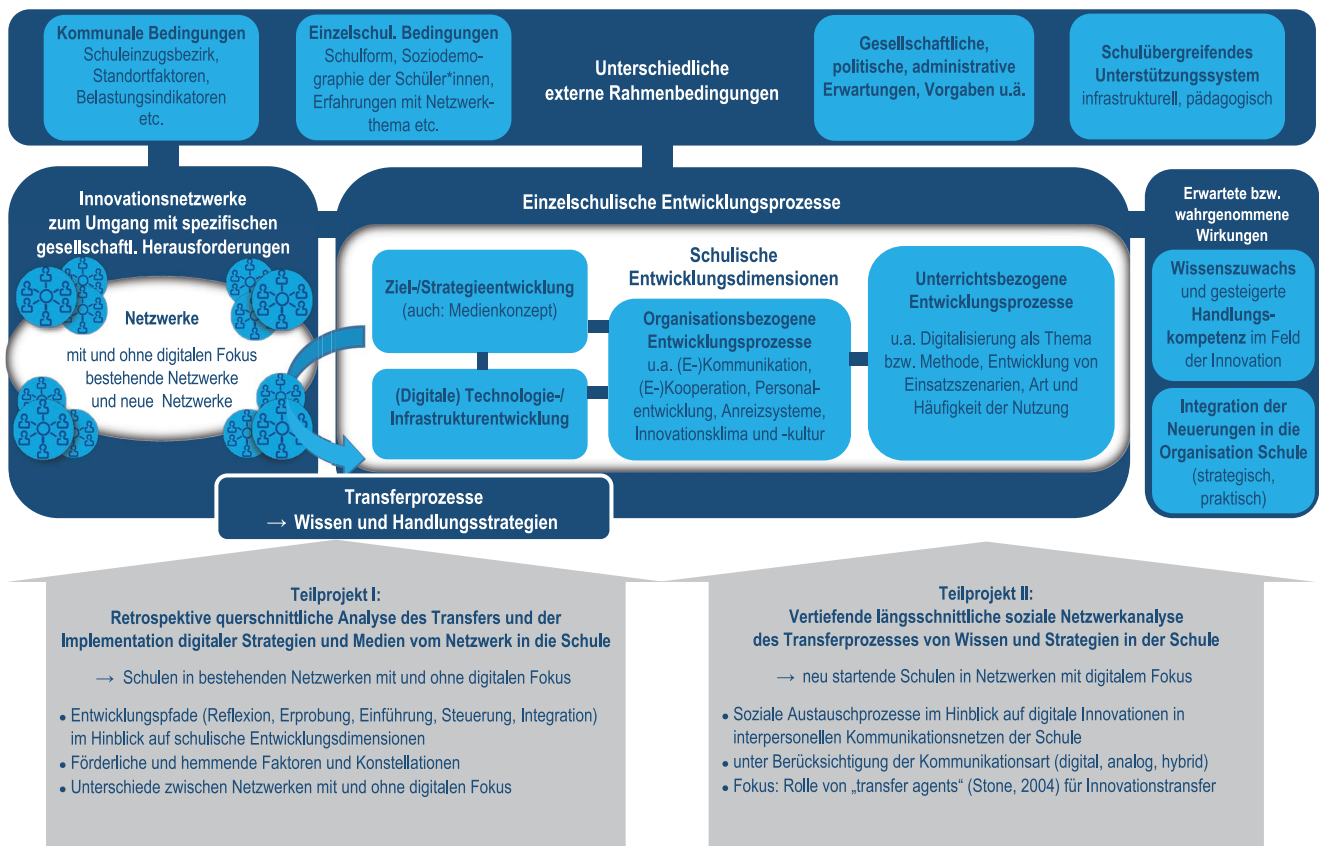 Kommunale Bedingungen
Schuleinzugsbezirk,
Standortfaktoren,
Belastungsindikatoren
etc.
Einzelschul. Bedingungen
Schulform, Soziodemo-
graphie der Schüler*innen,
Erfahrungen mit Netzwerk-
thema etc.
Unterschiedliche
externe Rahmenbedingungen
Gesellschaftliche,
politische, administrative
Erwartungen, Vorgaben u.ä.
Schulübergreifendes
Unterstützungssystem
infrastrukturell, pädagogisch
Innovationsnetzwerke
zum Umgang mit spezifischen
gesellschaftl. Herausforderungen
Netzwerke
mit und ohne digitalen Fokus
bestehende Netzwerke
und neue Netzwerke
Einzelschulische Entwicklungsprozesse
Ziel-/Strategieentwicklung
(auch: Medienkonzept)
(Digitale) Technologie-/
Infrastrukturentwicklung
Schulische
Entwicklungsdimensionen
Organisationsbezogene
Entwicklungsprozesse
u.a. (E-)Kommunikation,
(E-)Kooperation, Personal-
entwicklung, Anreizsysteme,
Innovationsklima und -kultur
Unterrichtsbezogene
Entwicklungsprozesse
u.a. Digitalisierung als Thema
bzw. Methode, Entwicklung von
Einsatzszenarien, Art und
Häufigkeit der Nutzung
Erwartete bzw.
wahrgenommene
Wirkungen
Wissenszuwachs
und gesteigerte
Handlungs-
kompetenz im Feld
der Innovation
Integration der
Neuerungen in die
Organisation Schule
(strategisch,
praktisch)
Transferprozesse
→ Wissen und Handlungsstrategien
Teilprojekt I:
Retrospektive querschnittliche Analyse des Transfers und der
Implementation digitaler Strategien und Medien vom Netzwerk in die Schule
→ Schulen in bestehenden Netzwerken mit und ohne digitalen Fokus
• Entwicklungspfade (Reflexion, Erprobung, Einführung, Steuerung, Integration)
im Hinblick auf schulische Entwicklungsdimensionen
• Förderliche und hemmende Faktoren und Konstellationen
• Unterschiede zwischen Netzwerken mit und ohne digitalen Fokus
Teilprojekt II:
Vertiefende längsschnittliche soziale Netzwerkanalyse
des Transferprozesses von Wissen und Strategien in der Schule
→ neu startende Schulen in Netzwerken mit digitalem Fokus
• Soziale Austauschprozesse im Hinblick auf digitale Innovationen in
interpersonellen Kommunikationsnetzen der Schule
• unter Berücksichtigung der Kommunikationsart (digital, analog, hybrid)
• Fokus: Rolle von „transfer agents“ (Stone, 2004) für Innovationstransfer